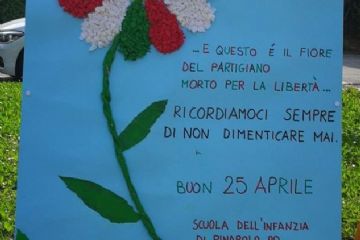 ...E QUESTO É IL FIORE
DEL PARTIGIANO
MORTO PER LA LIBERTÀ...
RICORDIAMOCI SEMPRE
DI NON DIMENTICARE MAI.
BUON 25 APRILE
SCUOLA DELL'INFANZIA
DI